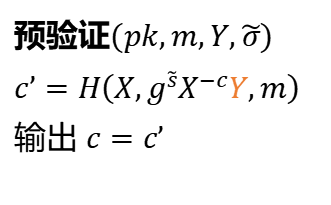 预验证(pk, m, Y, σ̃)
c’ = H(X, g^s̃ X^−c Y, m)
输出 c = c’